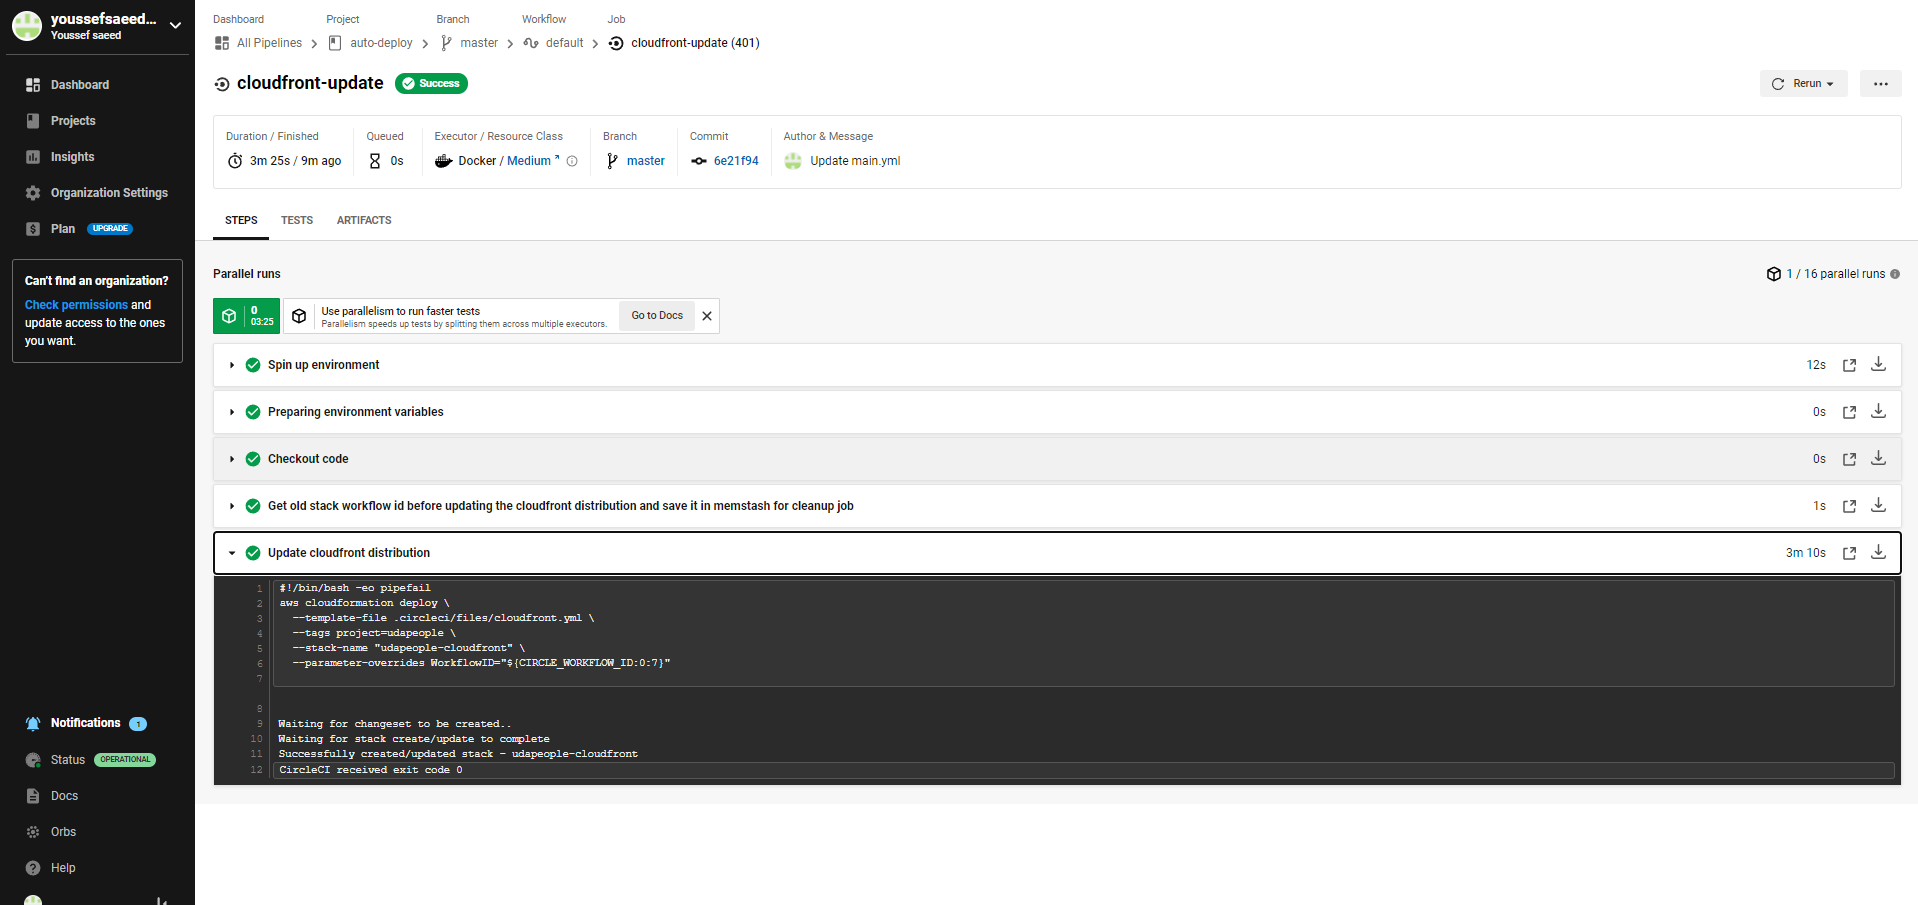 youssefsaeed...
Youssef saeed
Dashboard
Projects
Insights
Organization Settings
Plan UPGRADE
Can't find an organization?
Check permissions and
update access to the ones
you want.
Notifications 1
Status OPERATIONAL
Docs
Orbs
Help
Dashboard Project Branch Workflow Job
All Pipelines auto-deploy master default cloudfront-update (401)
cloudfront-update Success
Rerun
Duration / Finished Queued Executor / Resource Class Branch Commit Author & Message
3m 25s / 9m ago 0s Docker / Medium master 6e21f94 Update main.yml
STEPS TESTS ARTIFACTS
Parallel runs
1 / 16 parallel runs
0
03:25
Use parallelism to run faster tests
Parallelism speeds up tests by splitting them across multiple executors.
Go to Docs
Spin up environment 12s
Preparing environment variables 0s
Checkout code 0s
Get old stack workflow id before updating the cloudfront distribution and save it in memstash for cleanup job 1s
Update cloudfront distribution 3m 10s
1 #!/bin/bash -eo pipefail
2 aws cloudformation deploy \
3 --template-file .circleci/files/cloudfront.yml \
4 --tags project=udapeople \
5 --stack-name "udapeople-cloudfront" \
6 --parameter-overrides WorkflowID="${CIRCLE_WORKFLOW_ID:0:7}"
7
8
9 Waiting for changeset to be created..
10 Waiting for stack create/update to complete
11 Successfully created/updated stack - udapeople-cloudfront
12 CircleCI received exit code 0